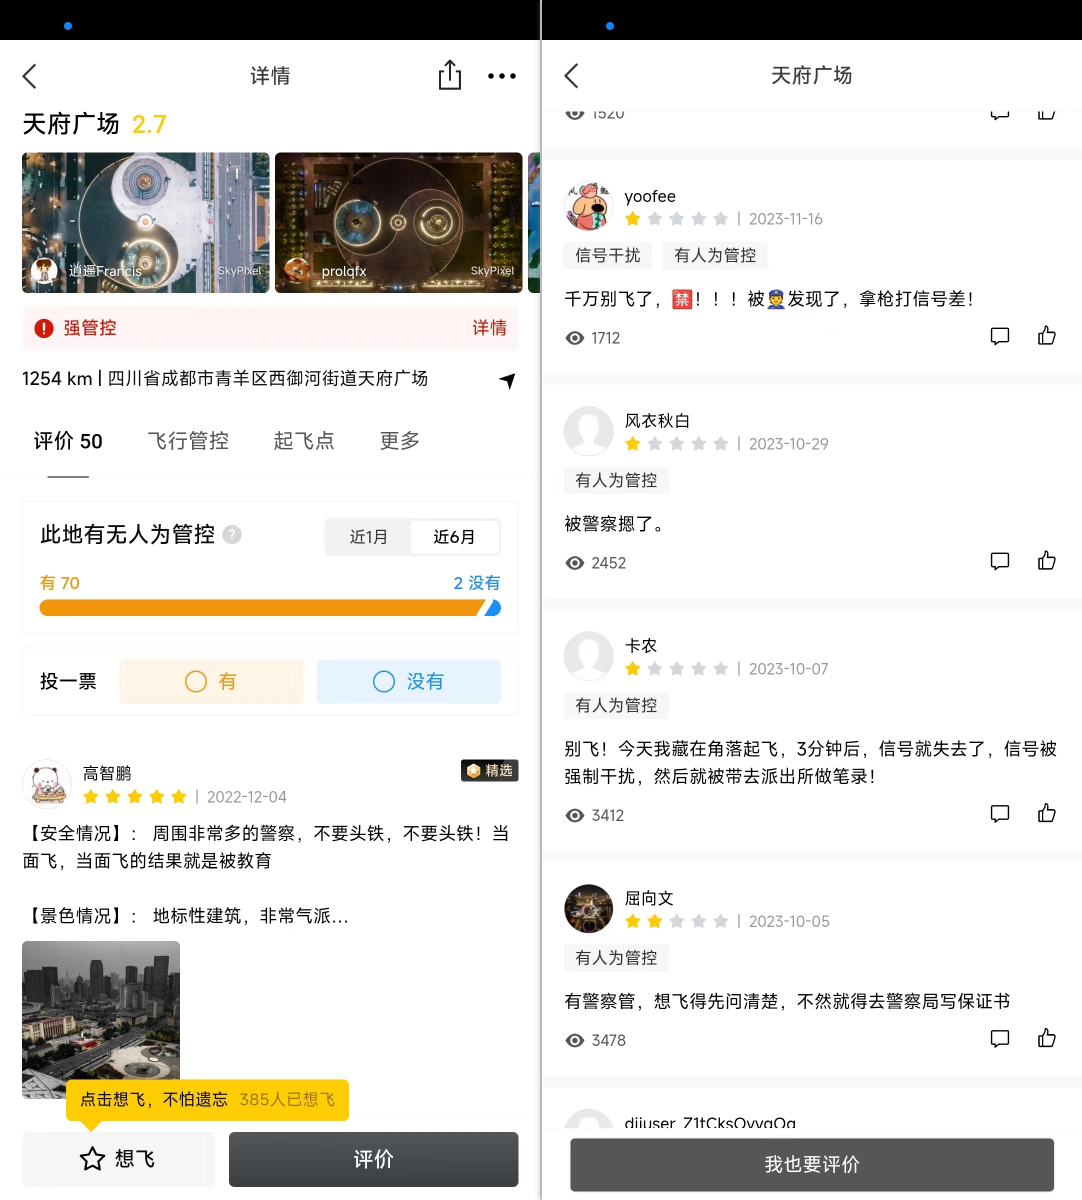 详情
天府广场 2.7
逍遥Francis
SkyPixel
prolqfx
SkyPixel
强管控
详情
1254 km | 四川省成都市青羊区西御河街道天府广场
评价 50
飞行管控
起飞点
更多
此地有无人为管控 ?
近1月
近6月
有 70
2 没有
投一票
有
没有
高智鹏
精选
| 2022-12-04
【安全情况】： 周围非常多的警察，不要头铁，不要头铁！当
面飞，当面飞的结果就是被教育
【景色情况】： 地标性建筑，非常气派...
点击想飞，不怕遗忘 385人已想飞
想飞
评价
天府广场
1520
yoofee
| 2023-11-16
信号干扰
有人为管控
千万别飞了，🈲！！！被👮发现了，拿枪打信号差！
1712
风衣秋白
| 2023-10-29
有人为管控
被警察摁了。
2452
卡农
| 2023-10-07
有人为管控
别飞！今天我藏在角落起飞，3分钟后，信号就失去了，信号被
强制干扰，然后就被带去派出所做笔录！
3412
屈向文
| 2023-10-05
有人为管控
有警察管，想飞得先问清楚，不然就得去警察局写保证书
3478
我也要评价